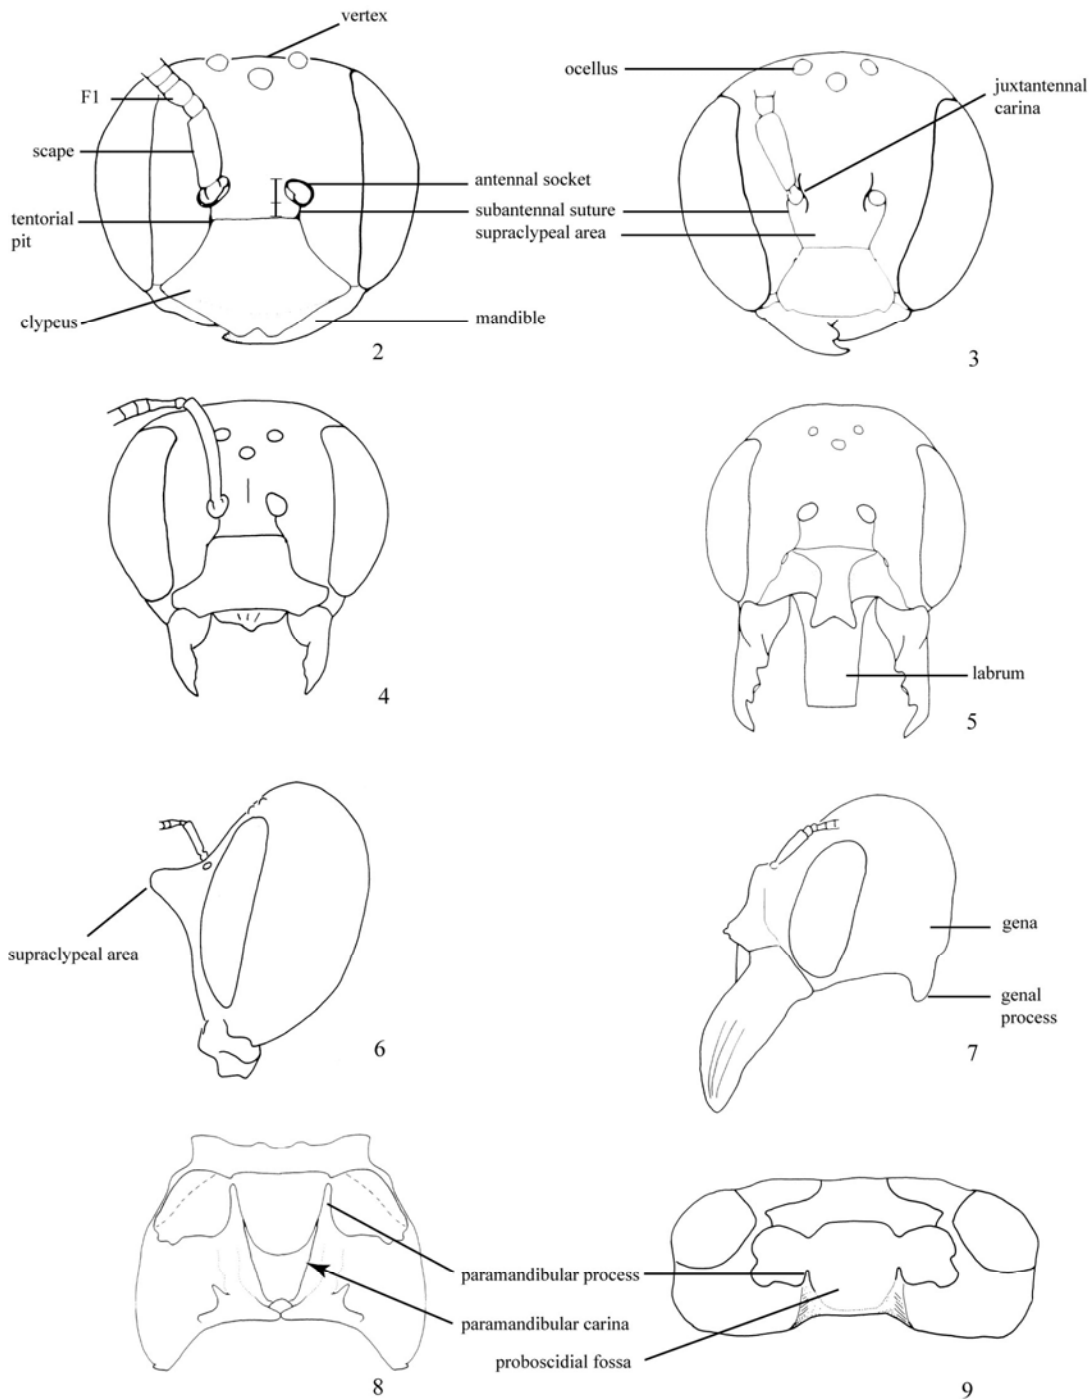 vertex
F1
scape
tentorial
pit
clypeus
antennal socket
subantennal suture
supraclypeal area
mandible
2
ocellus
juxtantennal
carina
3
4
labrum
5
supraclypeal area
6
gena
genal
process
7
paramandibular process
paramandibular carina
proboscidial fossa
8
9